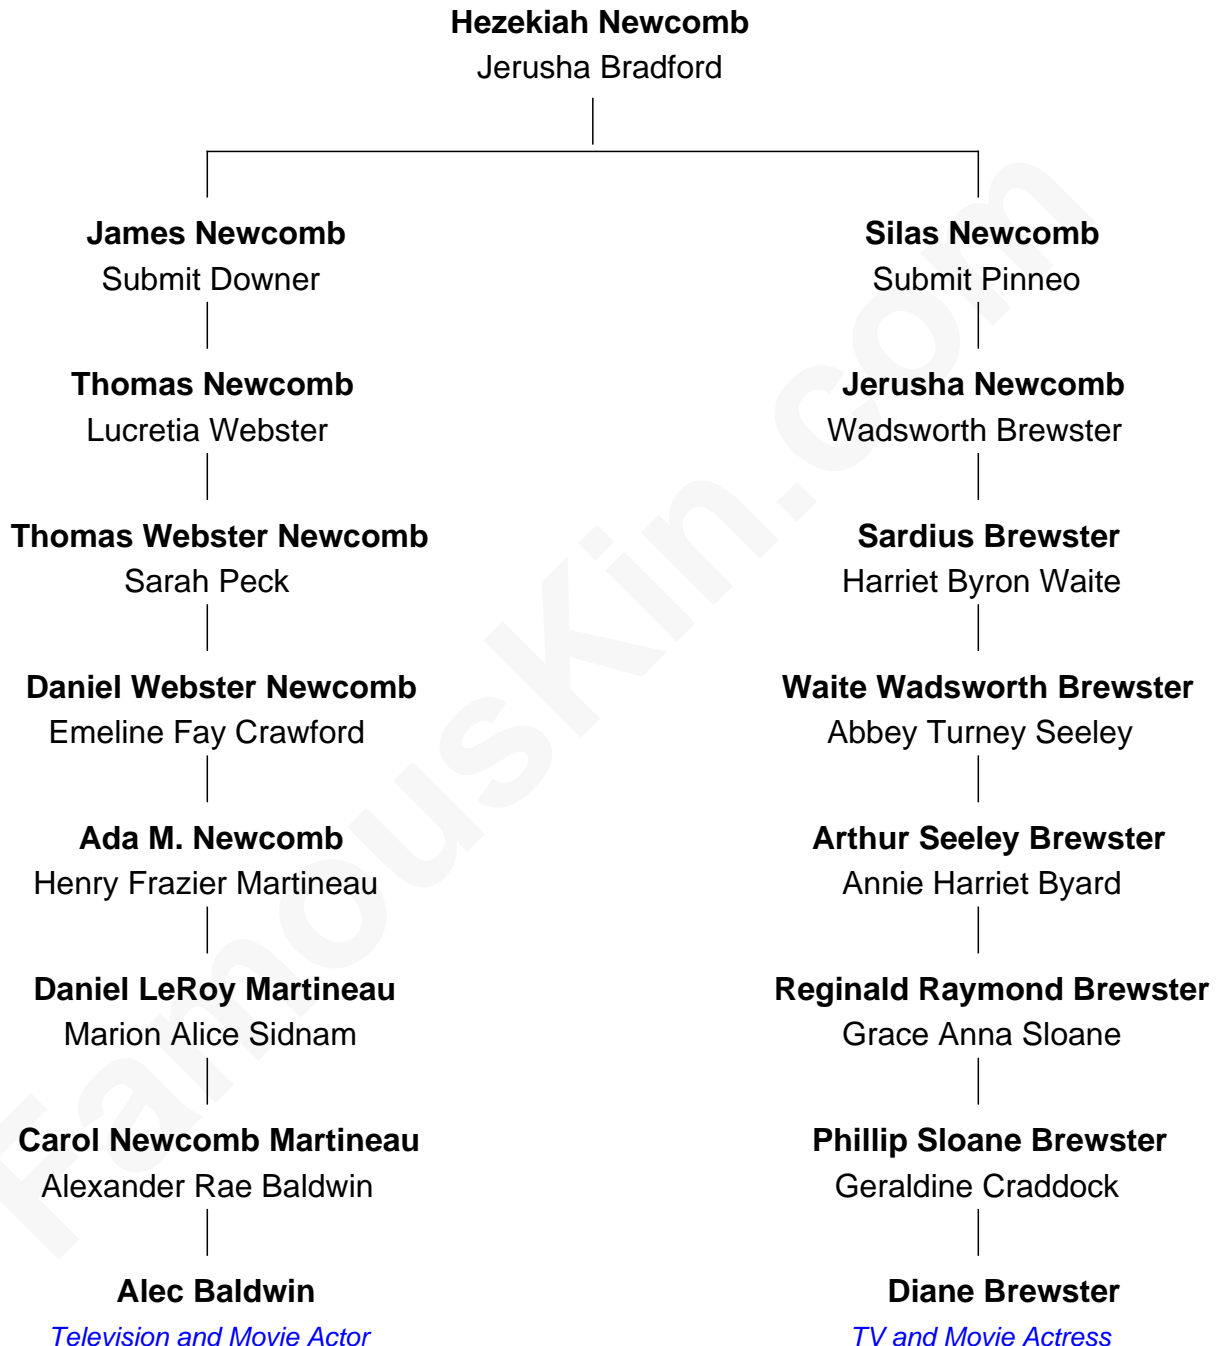 Hezekiah Newcomb
Jerusha Bradford
James Newcomb
Submit Downer
Silas Newcomb
Submit Pinneo
Thomas Newcomb
Lucretia Webster
Jerusha Newcomb
Wadsworth Brewster
Thomas Webster Newcomb
Sarah Peck
Sardius Brewster
Harriet Byron Waite
Daniel Webster Newcomb
Emeline Fay Crawford
Waite Wadsworth Brewster
Abbey Turney Seeley
Ada M. Newcomb
Henry Frazier Martineau
Arthur Seeley Brewster
Annie Harriet Byard
Daniel LeRoy Martineau
Marion Alice Sidnam
Reginald Raymond Brewster
Grace Anna Sloane
Carol Newcomb Martineau
Alexander Rae Baldwin
Phillip Sloane Brewster
Geraldine Craddock
Alec Baldwin
Television and Movie Actor
Diane Brewster
TV and Movie Actress
FamousKin.com